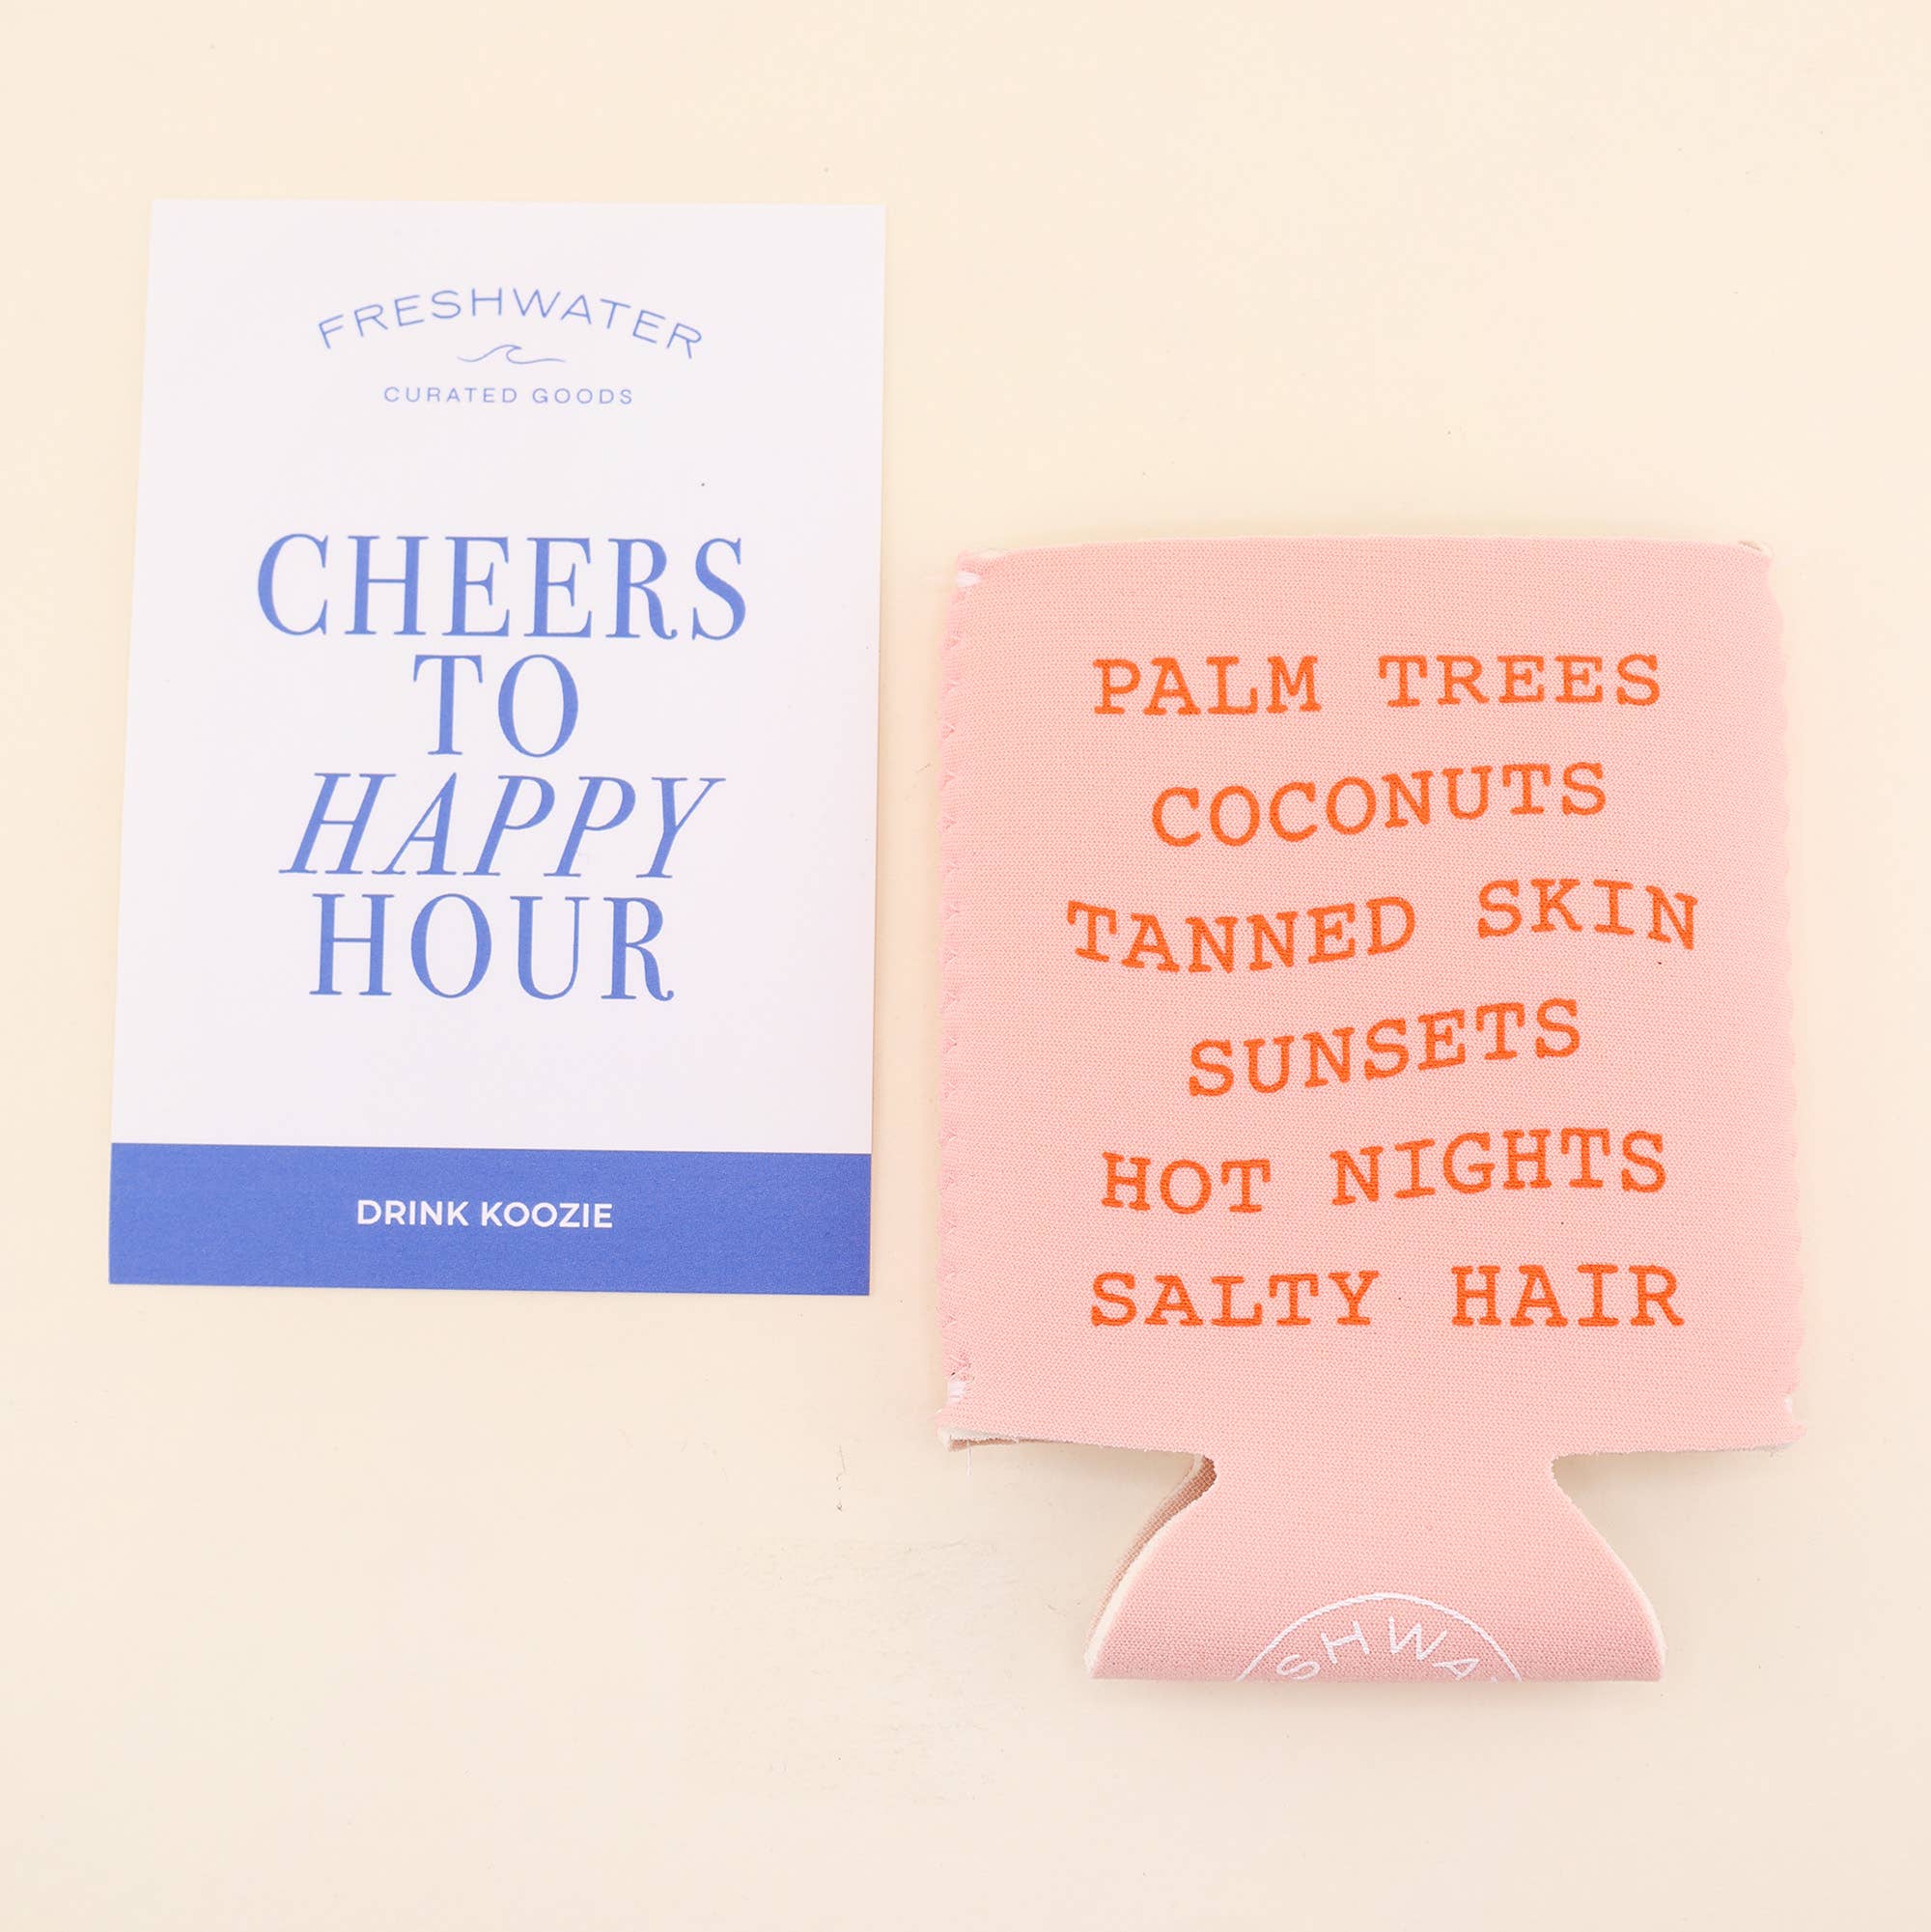 FRESHWATER
CURATED GOODS
CHEERS
TO
HAPPY
HOUR
DRINK KOOZIE
PALM TREES
COCONUTS
TANNED SKIN
SUNSETS
HOT NIGHTS
SALTY HAIR
SHWA